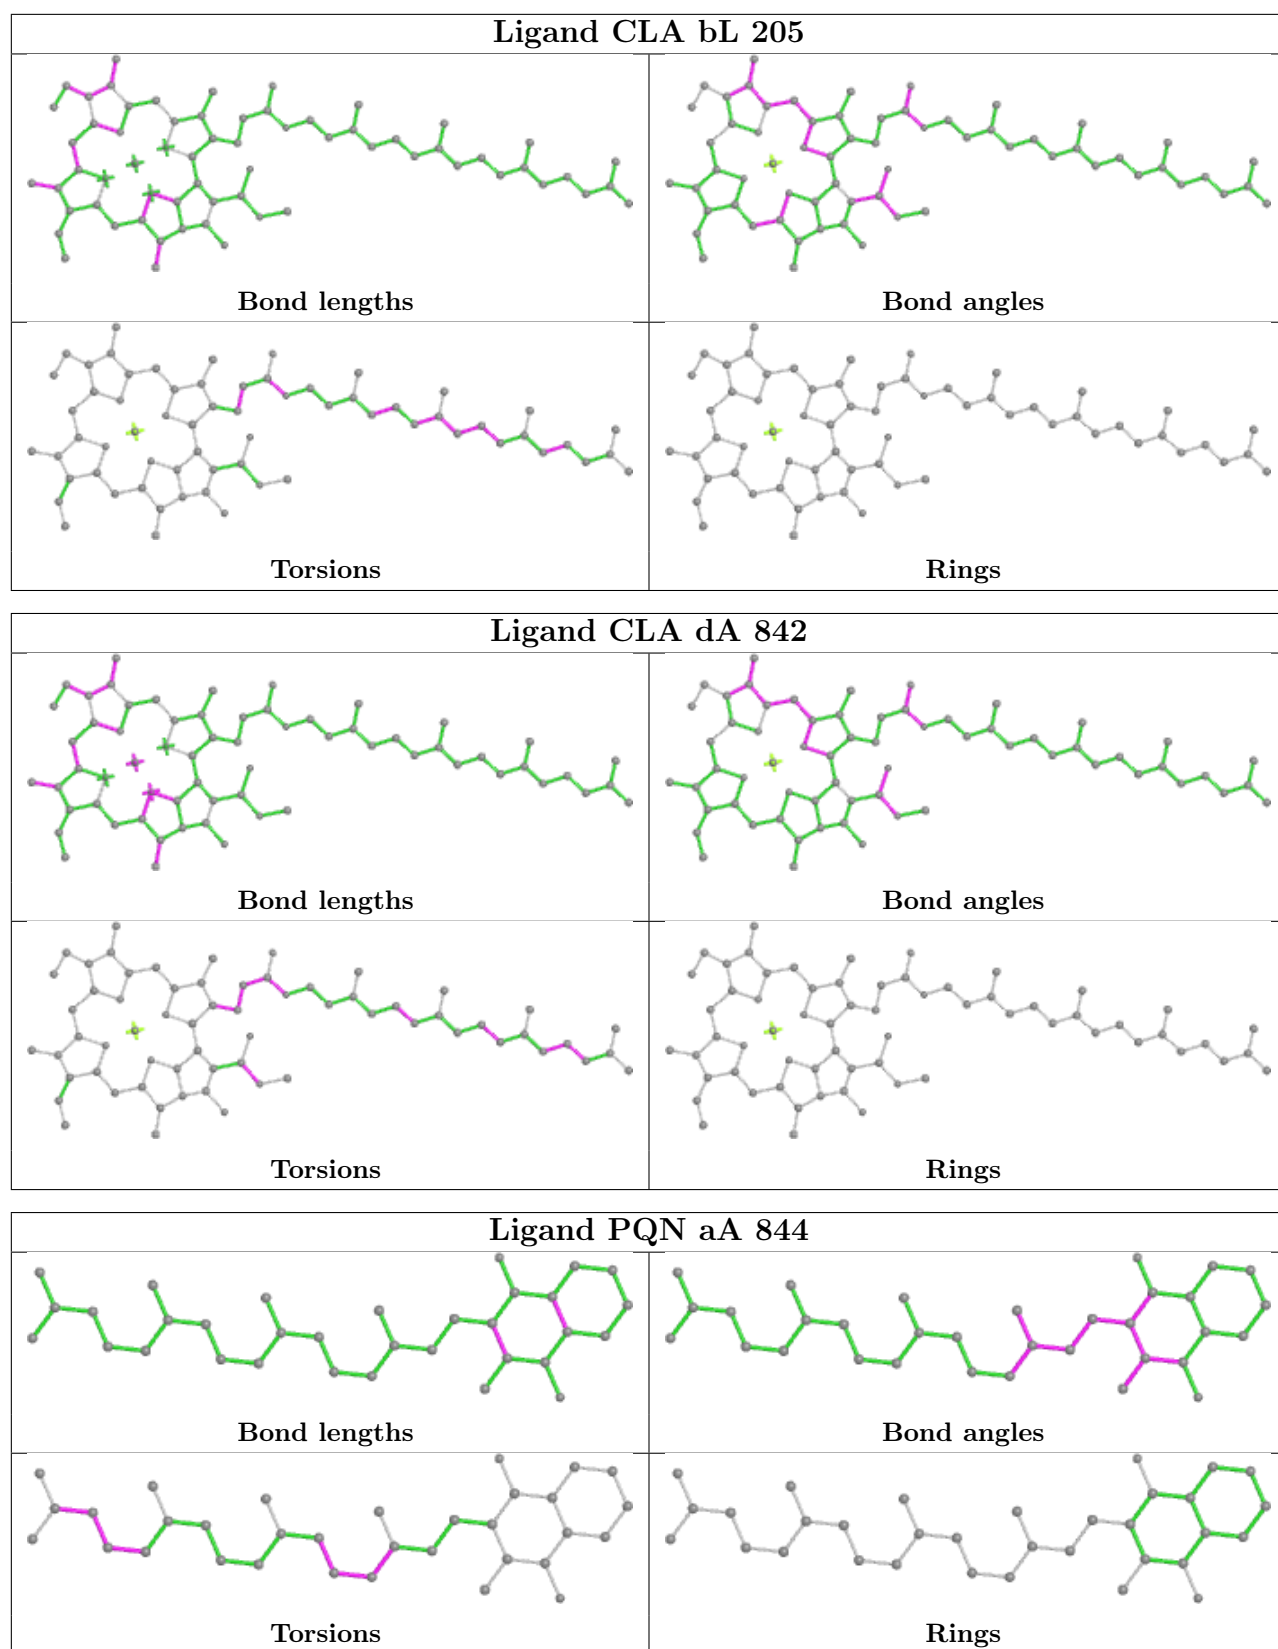 Ligand CLA bL 205
Bond lengths
Bond angles
Torsions
Rings
Ligand CLA dA 842
Bond lengths
Bond angles
Torsions
Rings
Ligand PQN aA 844
Bond lengths
Bond angles
Torsions
Rings